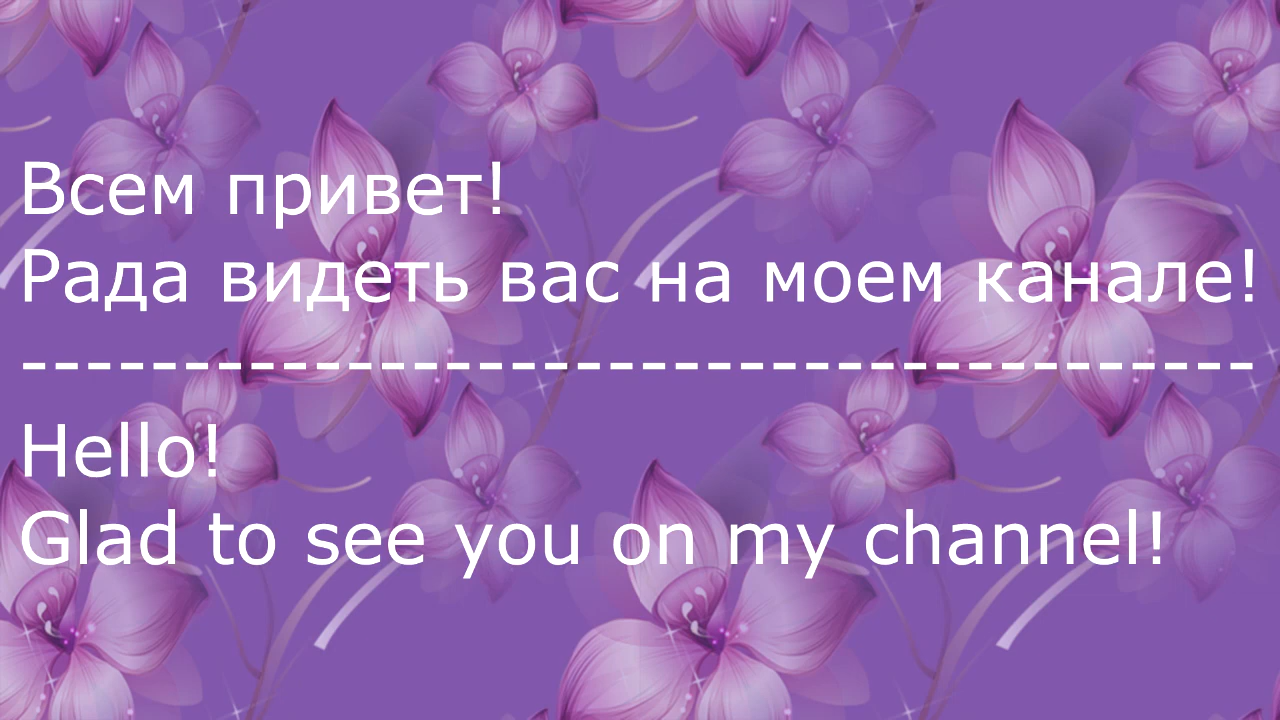 Всем привет!
Рада видеть вас на моем канале!
--------------------------------------
Hello!
Glad to see you on my channel!